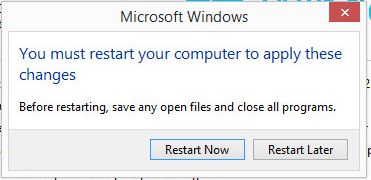 Microsoft Windows
You must restart your computer to apply these
changes
Before restarting, save any open files and close all programs.
Restart Now
Restart Later